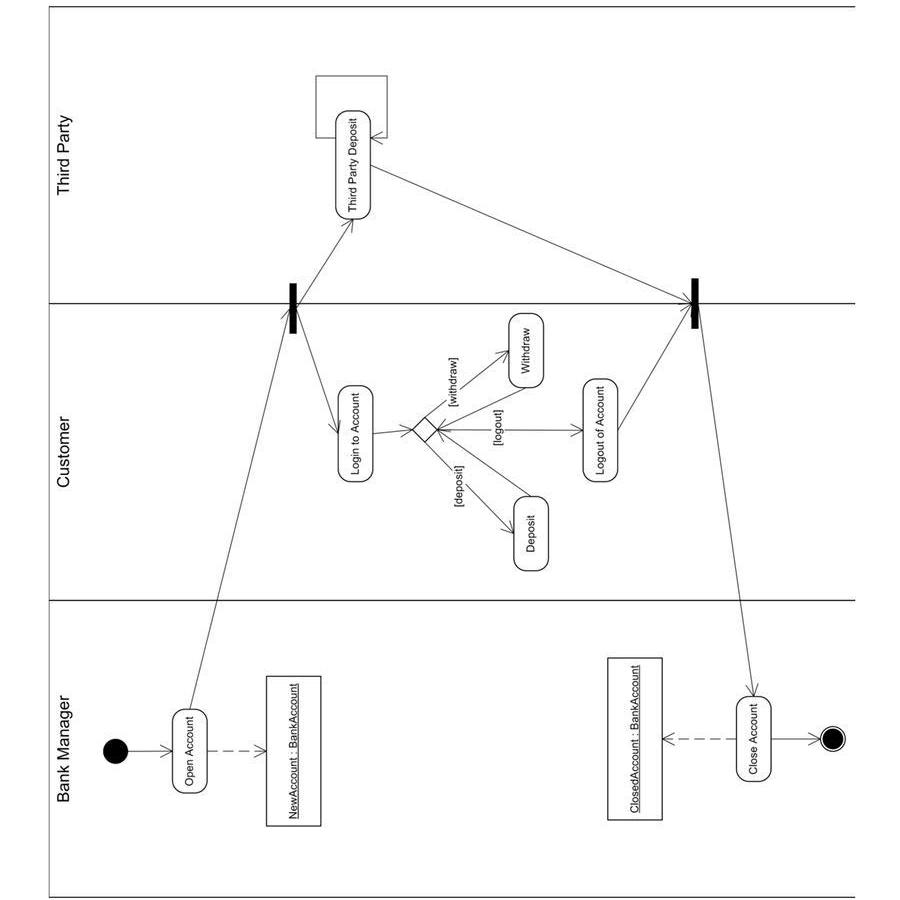 Bank Manager
Customer
Third Party
Open Account
NewAccount : BankAccount
Login to Account
Third Party Deposit
[deposit]
[withdraw]
[logout]
Deposit
Withdraw
Logout of Account
ClosedAccount : BankAccount
Close Account